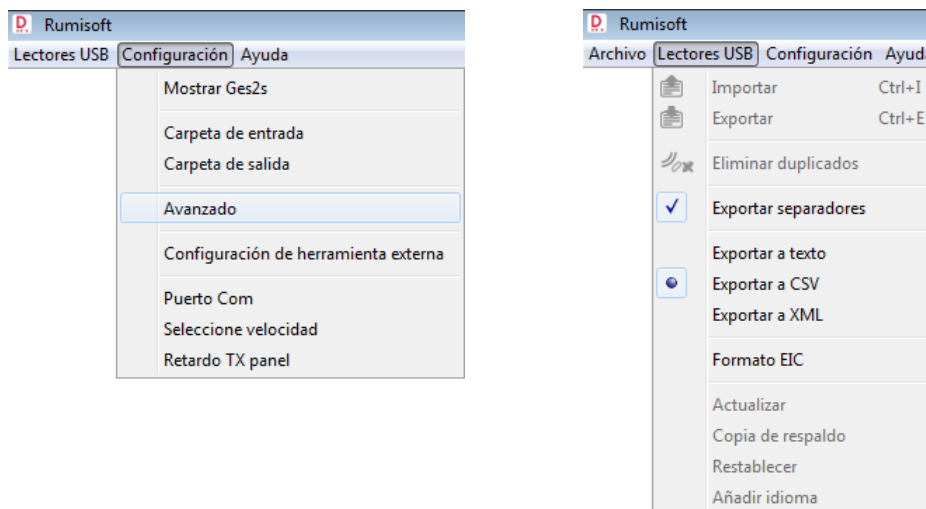 Rumisoft
Lectores USB Configuración Ayuda
Mostrar Ges2s
Carpeta de entrada
Carpeta de salida
Avanzado
Configuración de herramienta externa
Puerto Com
Seleccione velocidad
Retardo TX panel
Rumisoft
Archivo Lectores USB Configuración Ayuda
Importar Ctrl+I
Exportar Ctrl+E
Eliminar duplicados
Exportar separadores
Exportar a texto
Exportar a CSV
Exportar a XML
Formato EIC
Actualizar
Copia de respaldo
Restablecer
Añadir idioma